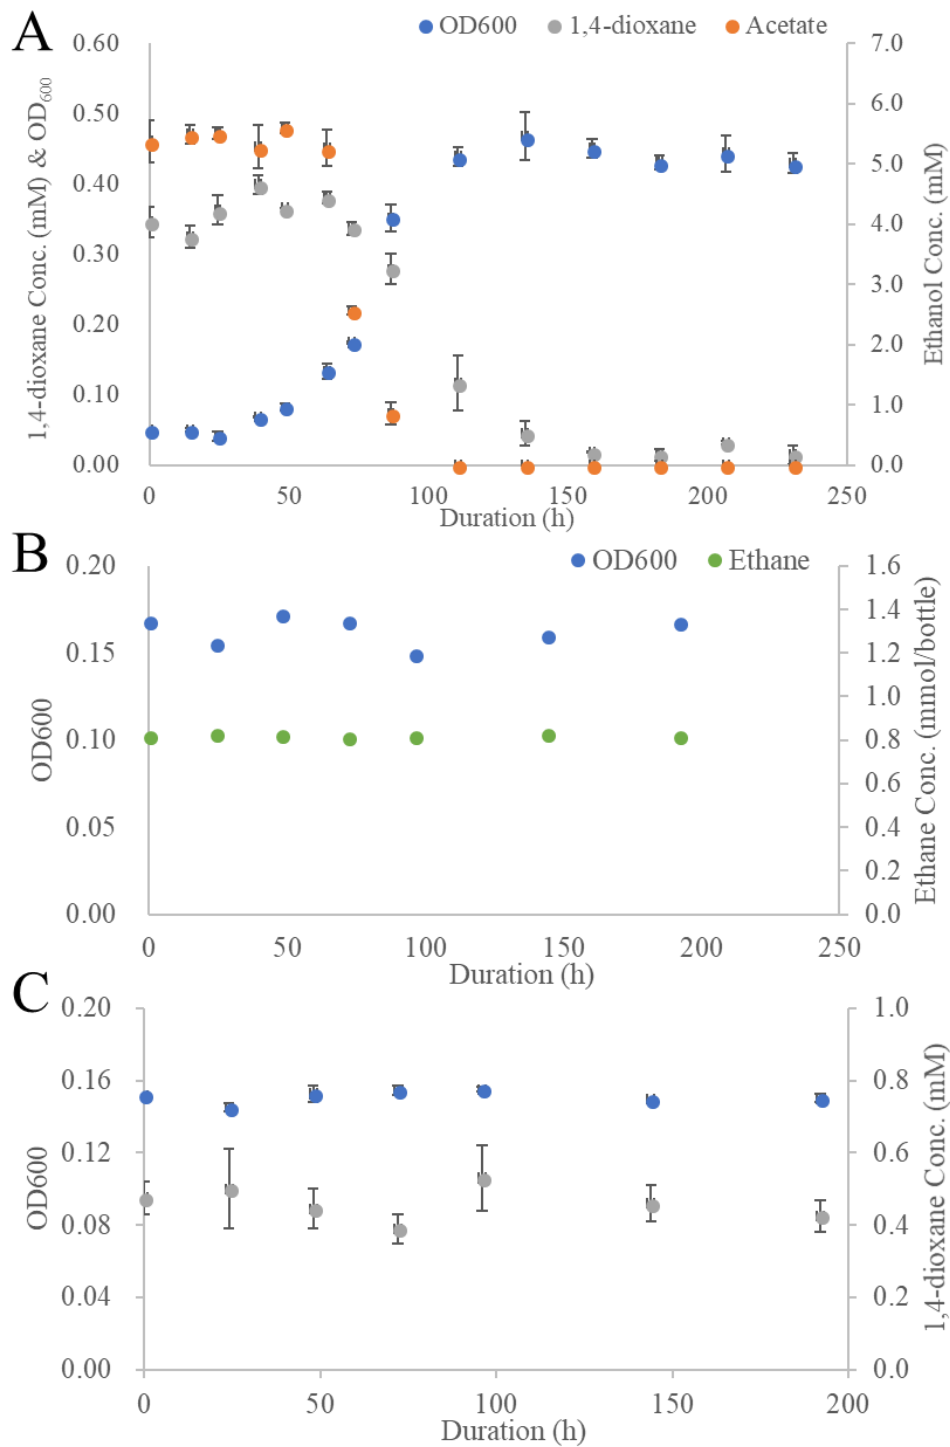 A
OD600 1,4-dioxane Acetate
0.60 7.0
0.50 6.0
0.40 5.0
0.30 4.0
0.20 3.0
0.10 2.0
0.00 1.0
0.0
1,4-dioxane Conc. (mM) & OD600
Ethanol Conc. (mM)
0 50 100 150 200 250
Duration (h)
B
OD600 Ethane
0.20 1.6
0.15 1.4
0.10 1.2
0.05 1.0
0.00 0.8
0.6
0.4
0.2
0.0
OD600
Ethane Conc. (mmol/bottle)
0 50 100 150 200 250
Duration (h)
C
0.20 1.0
0.16 0.8
0.12 0.6
0.08 0.4
0.04 0.2
0.00 0.0
OD600
1,4-dioxane Conc. (mM)
0 50 100 150 200
Duration (h)